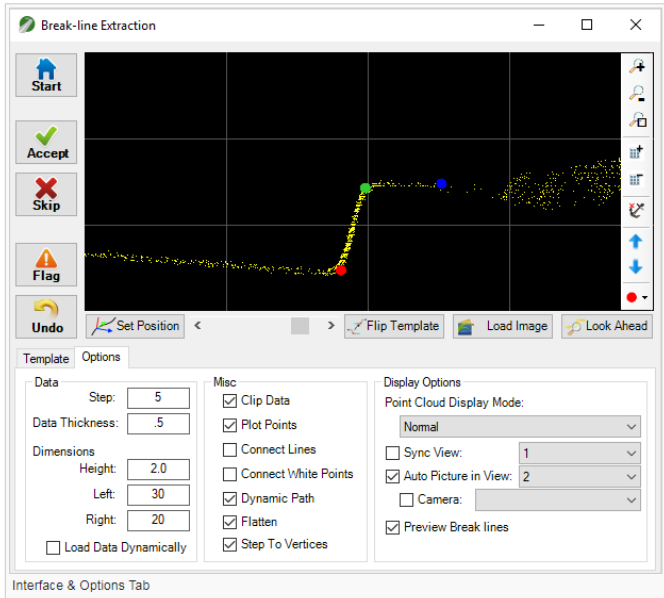 Break-line Extraction
Start
Accept
Skip
Flag
Undo
Set Position
Flip Template
Load Image
Look Ahead
Template
Options
Data
Step: 5
Data Thickness: .5
Dimensions
Height: 2.0
Left: 30
Right: 20
Load Data Dynamically
Misc
Clip Data
Plot Points
Connect Lines
Connect White Points
Dynamic Path
Flatten
Step To Vertices
Display Options
Point Cloud Display Mode:
Normal
Sync View: 1
Auto Picture in View: 2
Camera:
Preview Break lines
Interface & Options Tab